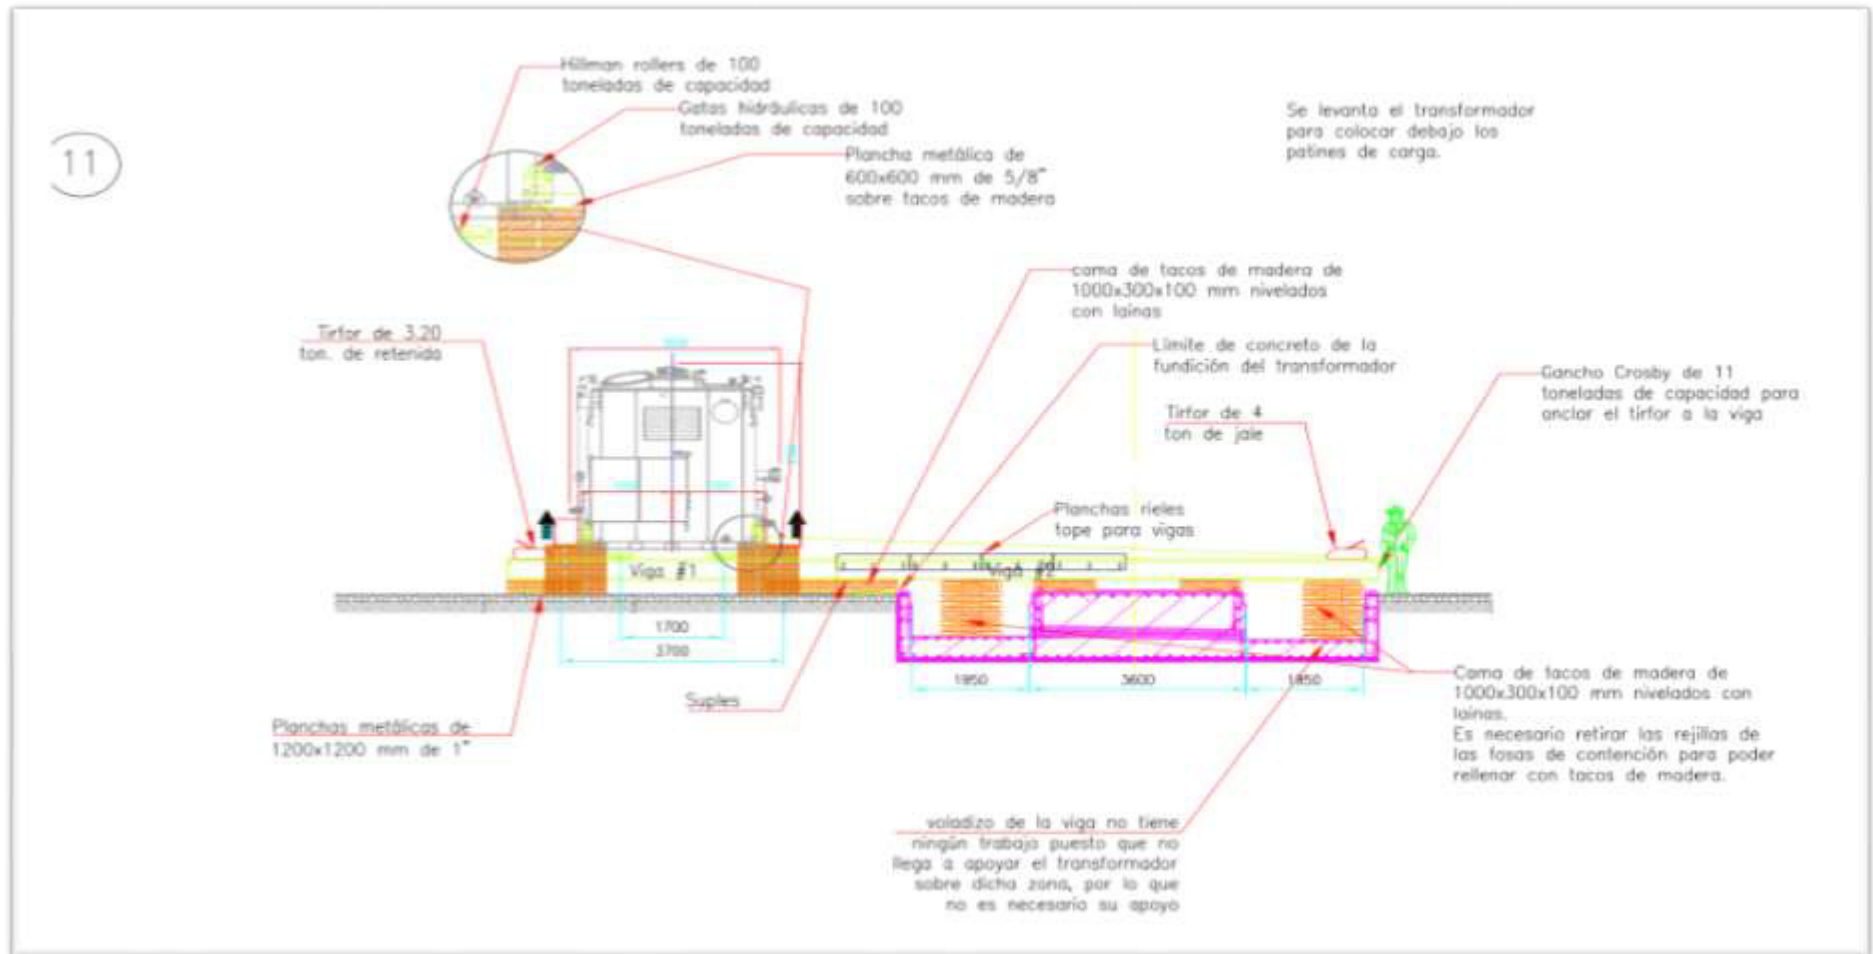 11
Hillman rollers de 100
toneladas de capacidad
Gatas hidráulicas de 100
toneladas de capacidad
Plancha metálica de
600x600 mm de 5/8"
sobre tacos de madera
Se levanta el transformador
para colocar debajo los
patines de carga.
cama de tacos de madera de
1000x300x100 mm nivelados
con lainas
Tirfor de 3.20
ton. de retenida
Límite de concreto de la
fundición del transformador
Gancho Crosby de 11
toneladas de capacidad para
anclar el tirfor a la viga
Tirfor de 4
ton de jale
Planchas rieles
tope para vigas
Viga #1
Viga #2
1700
3700
1850
3600
1850
Suples
Planchas metálicas de
1200x1200 mm de 1"
Cama de tacos de madera de
1000x300x100 mm nivelados con
lainas.
Es necesario retirar las rejillas de
las fosas de contención para poder
rellenar con tacos de madera.
voladizo de la viga no tiene
ningún trabajo puesto que no
llega a apoyar el transformador
sobre dicha zona, por lo que
no es necesario su apoyo